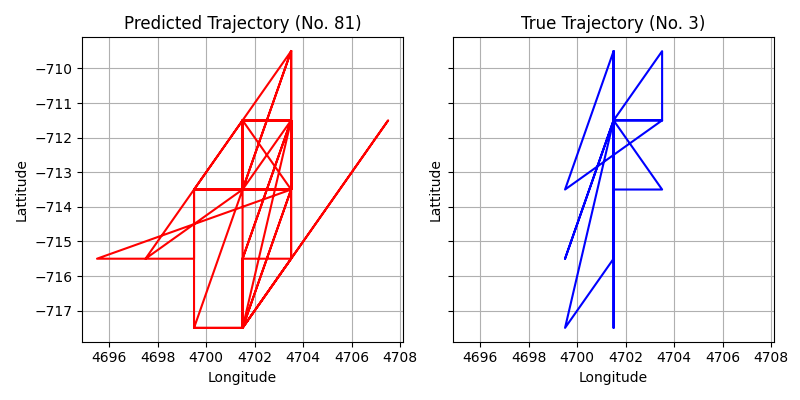 Predicted Trajectory (No. 81)
True Trajectory (No. 3)
Lattitude
−710
−711
−712
−713
−714
−715
−716
−717
4696 4698 4700 4702 4704 4706 4708
Longitude
Lattitude
4696 4698 4700 4702 4704 4706 4708
Longitude